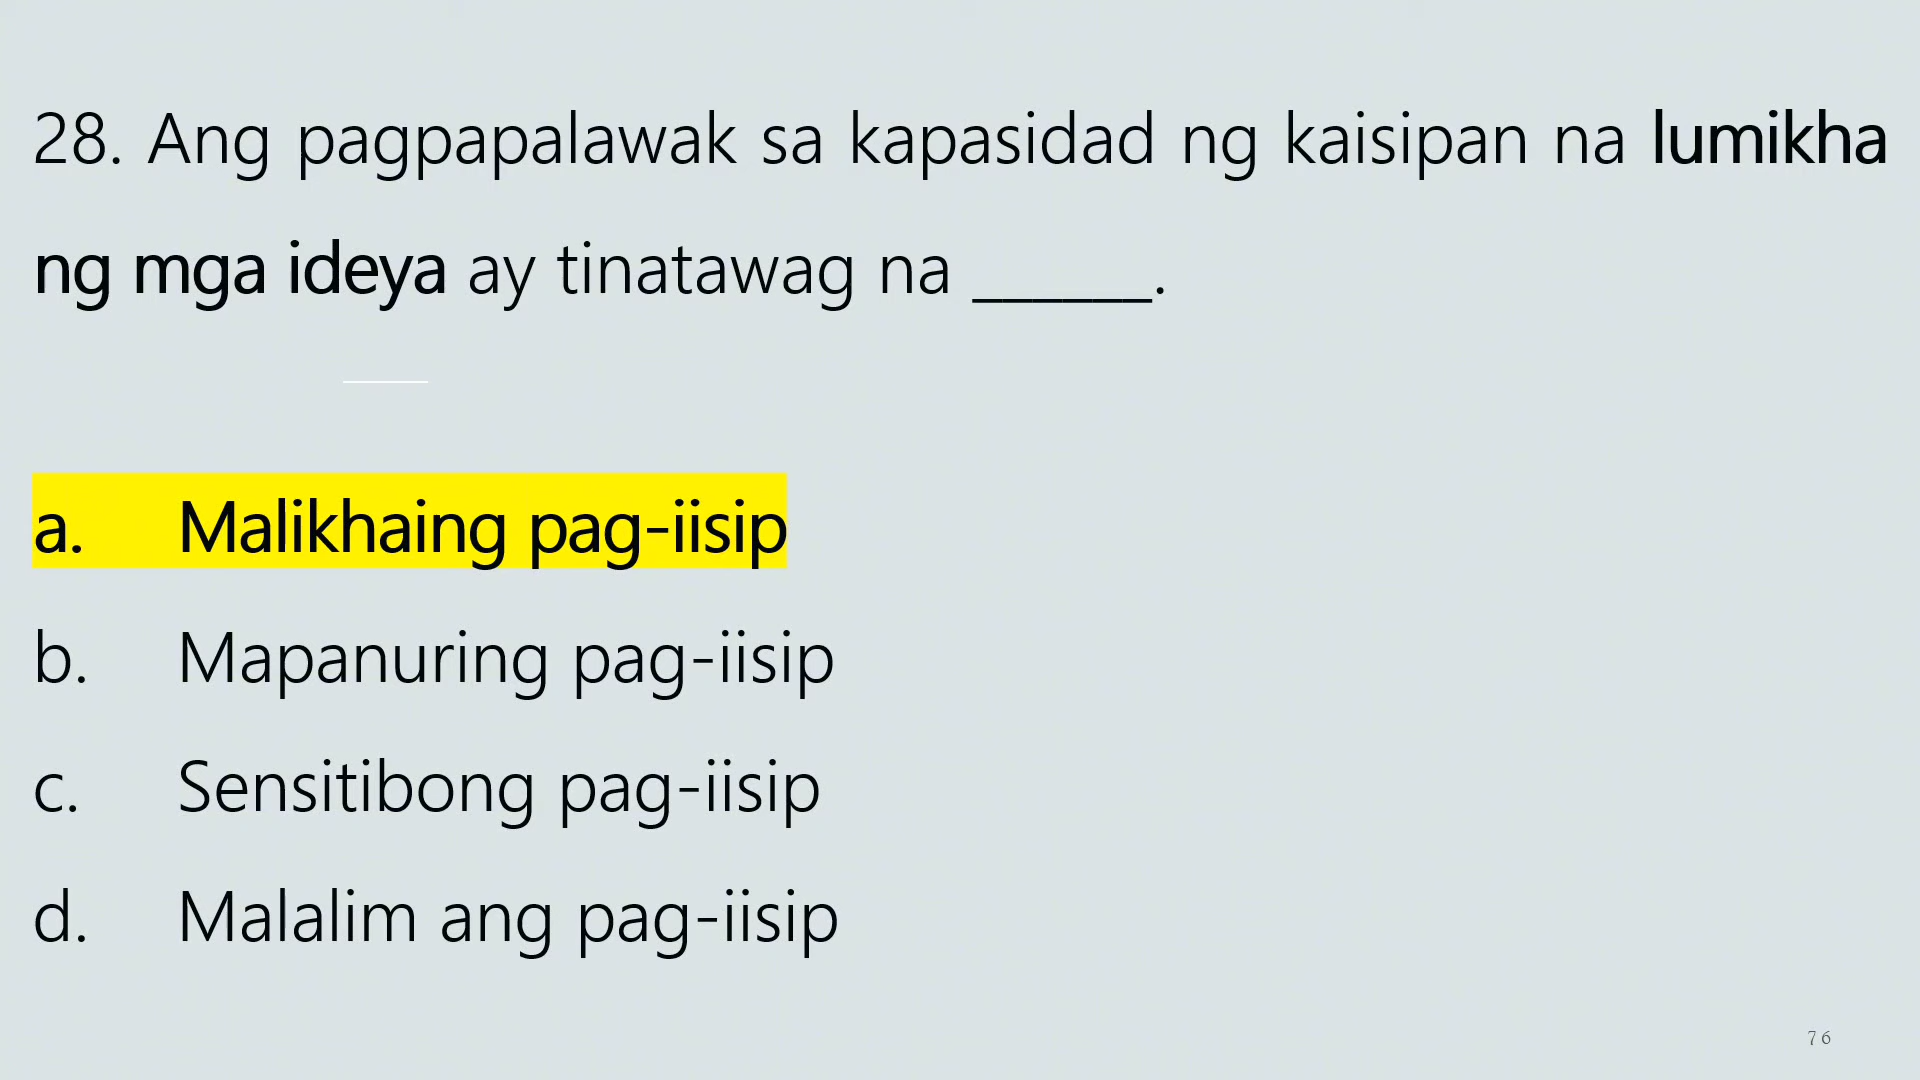 28. Ang pagpapalawak sa kapasidad ng kaisipan na lumikha
ng mga ideya ay tinatawag na ______.
a. Malikhaing pag-iisip
b. Mapanuring pag-iisip
c. Sensitibong pag-iisip
d. Malalim ang pag-iisip
76